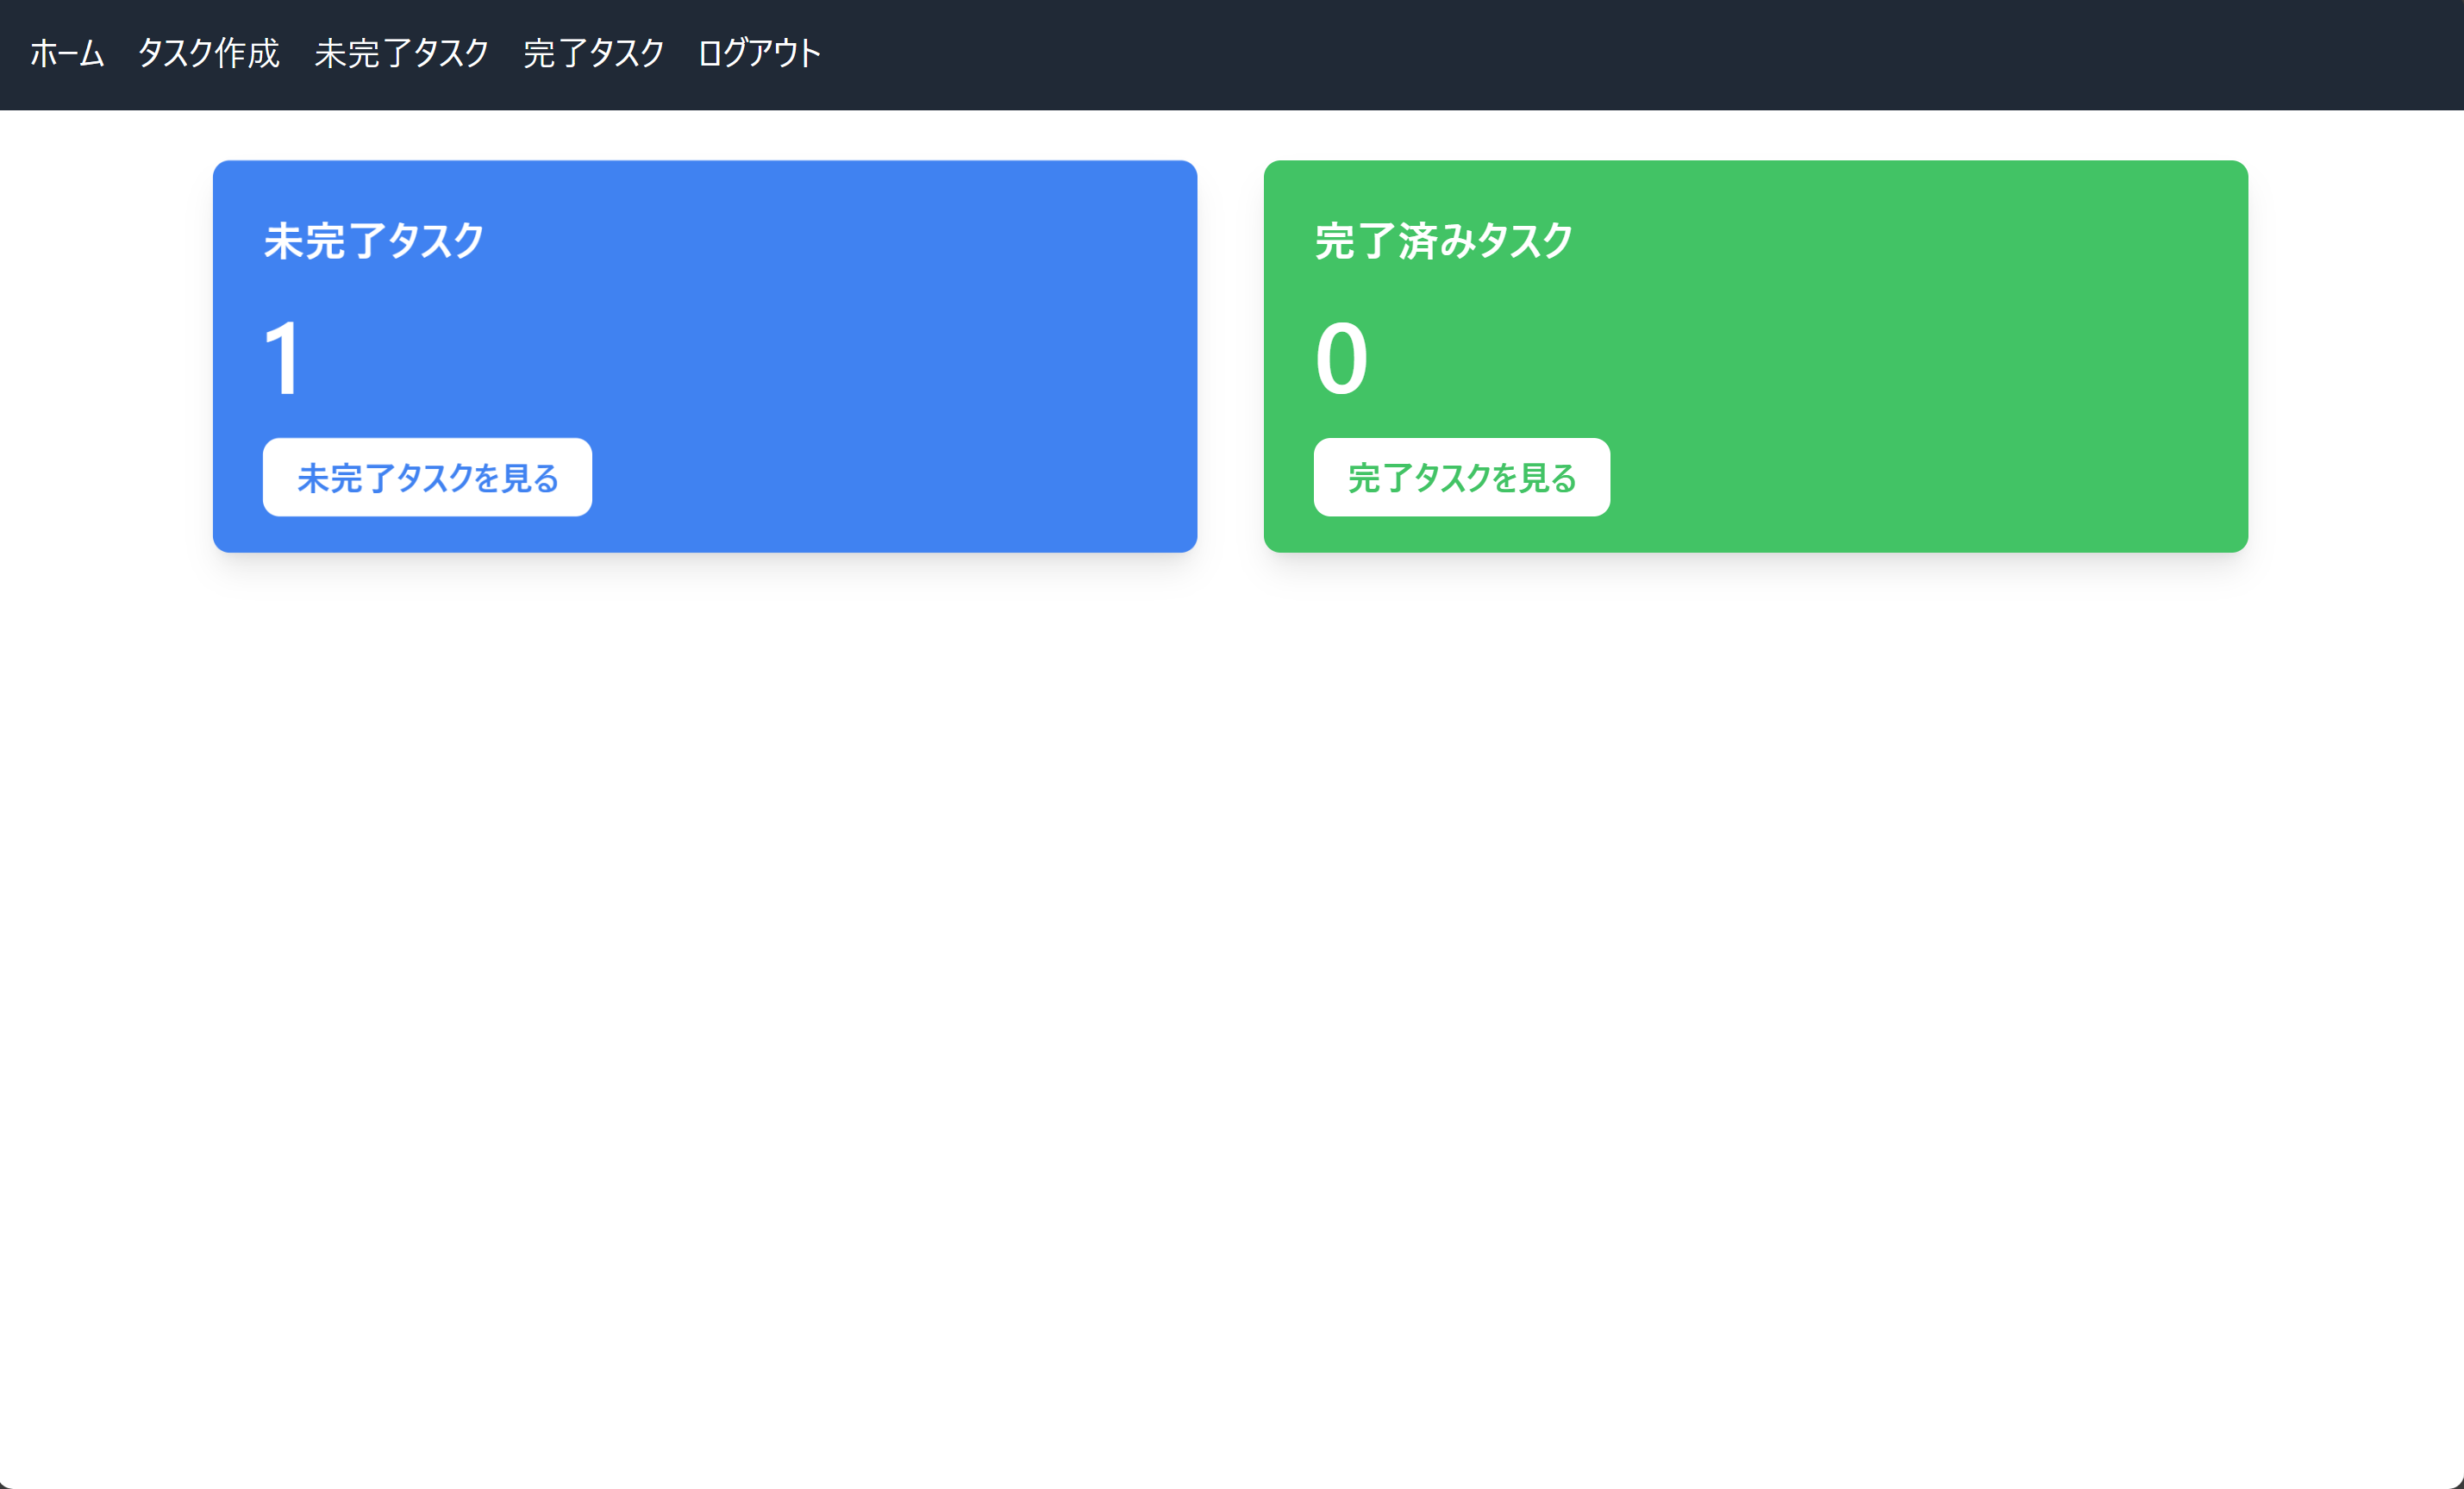 ホーム タスク作成 未完了タスク 完了タスク ログアウト
未完了タスク
1
未完了タスクを見る
完了済みタスク
0
完了タスクを見る